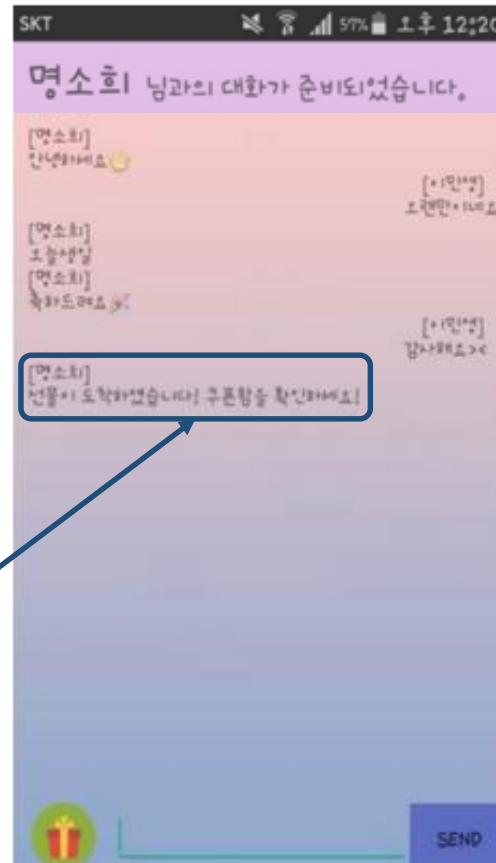 SKT 57% 오후 12:20
명소희 님과의 대화가 준비되었습니다.
[명소희]
안녕하세요
[이민영]
오랜만이네요
[명소희]
오늘생일
[명소희]
축하드려요
[이민영]
감사해요><
[명소희]
선물이 도착하였습니다! 쿠폰함을 확인하세요!
SEND